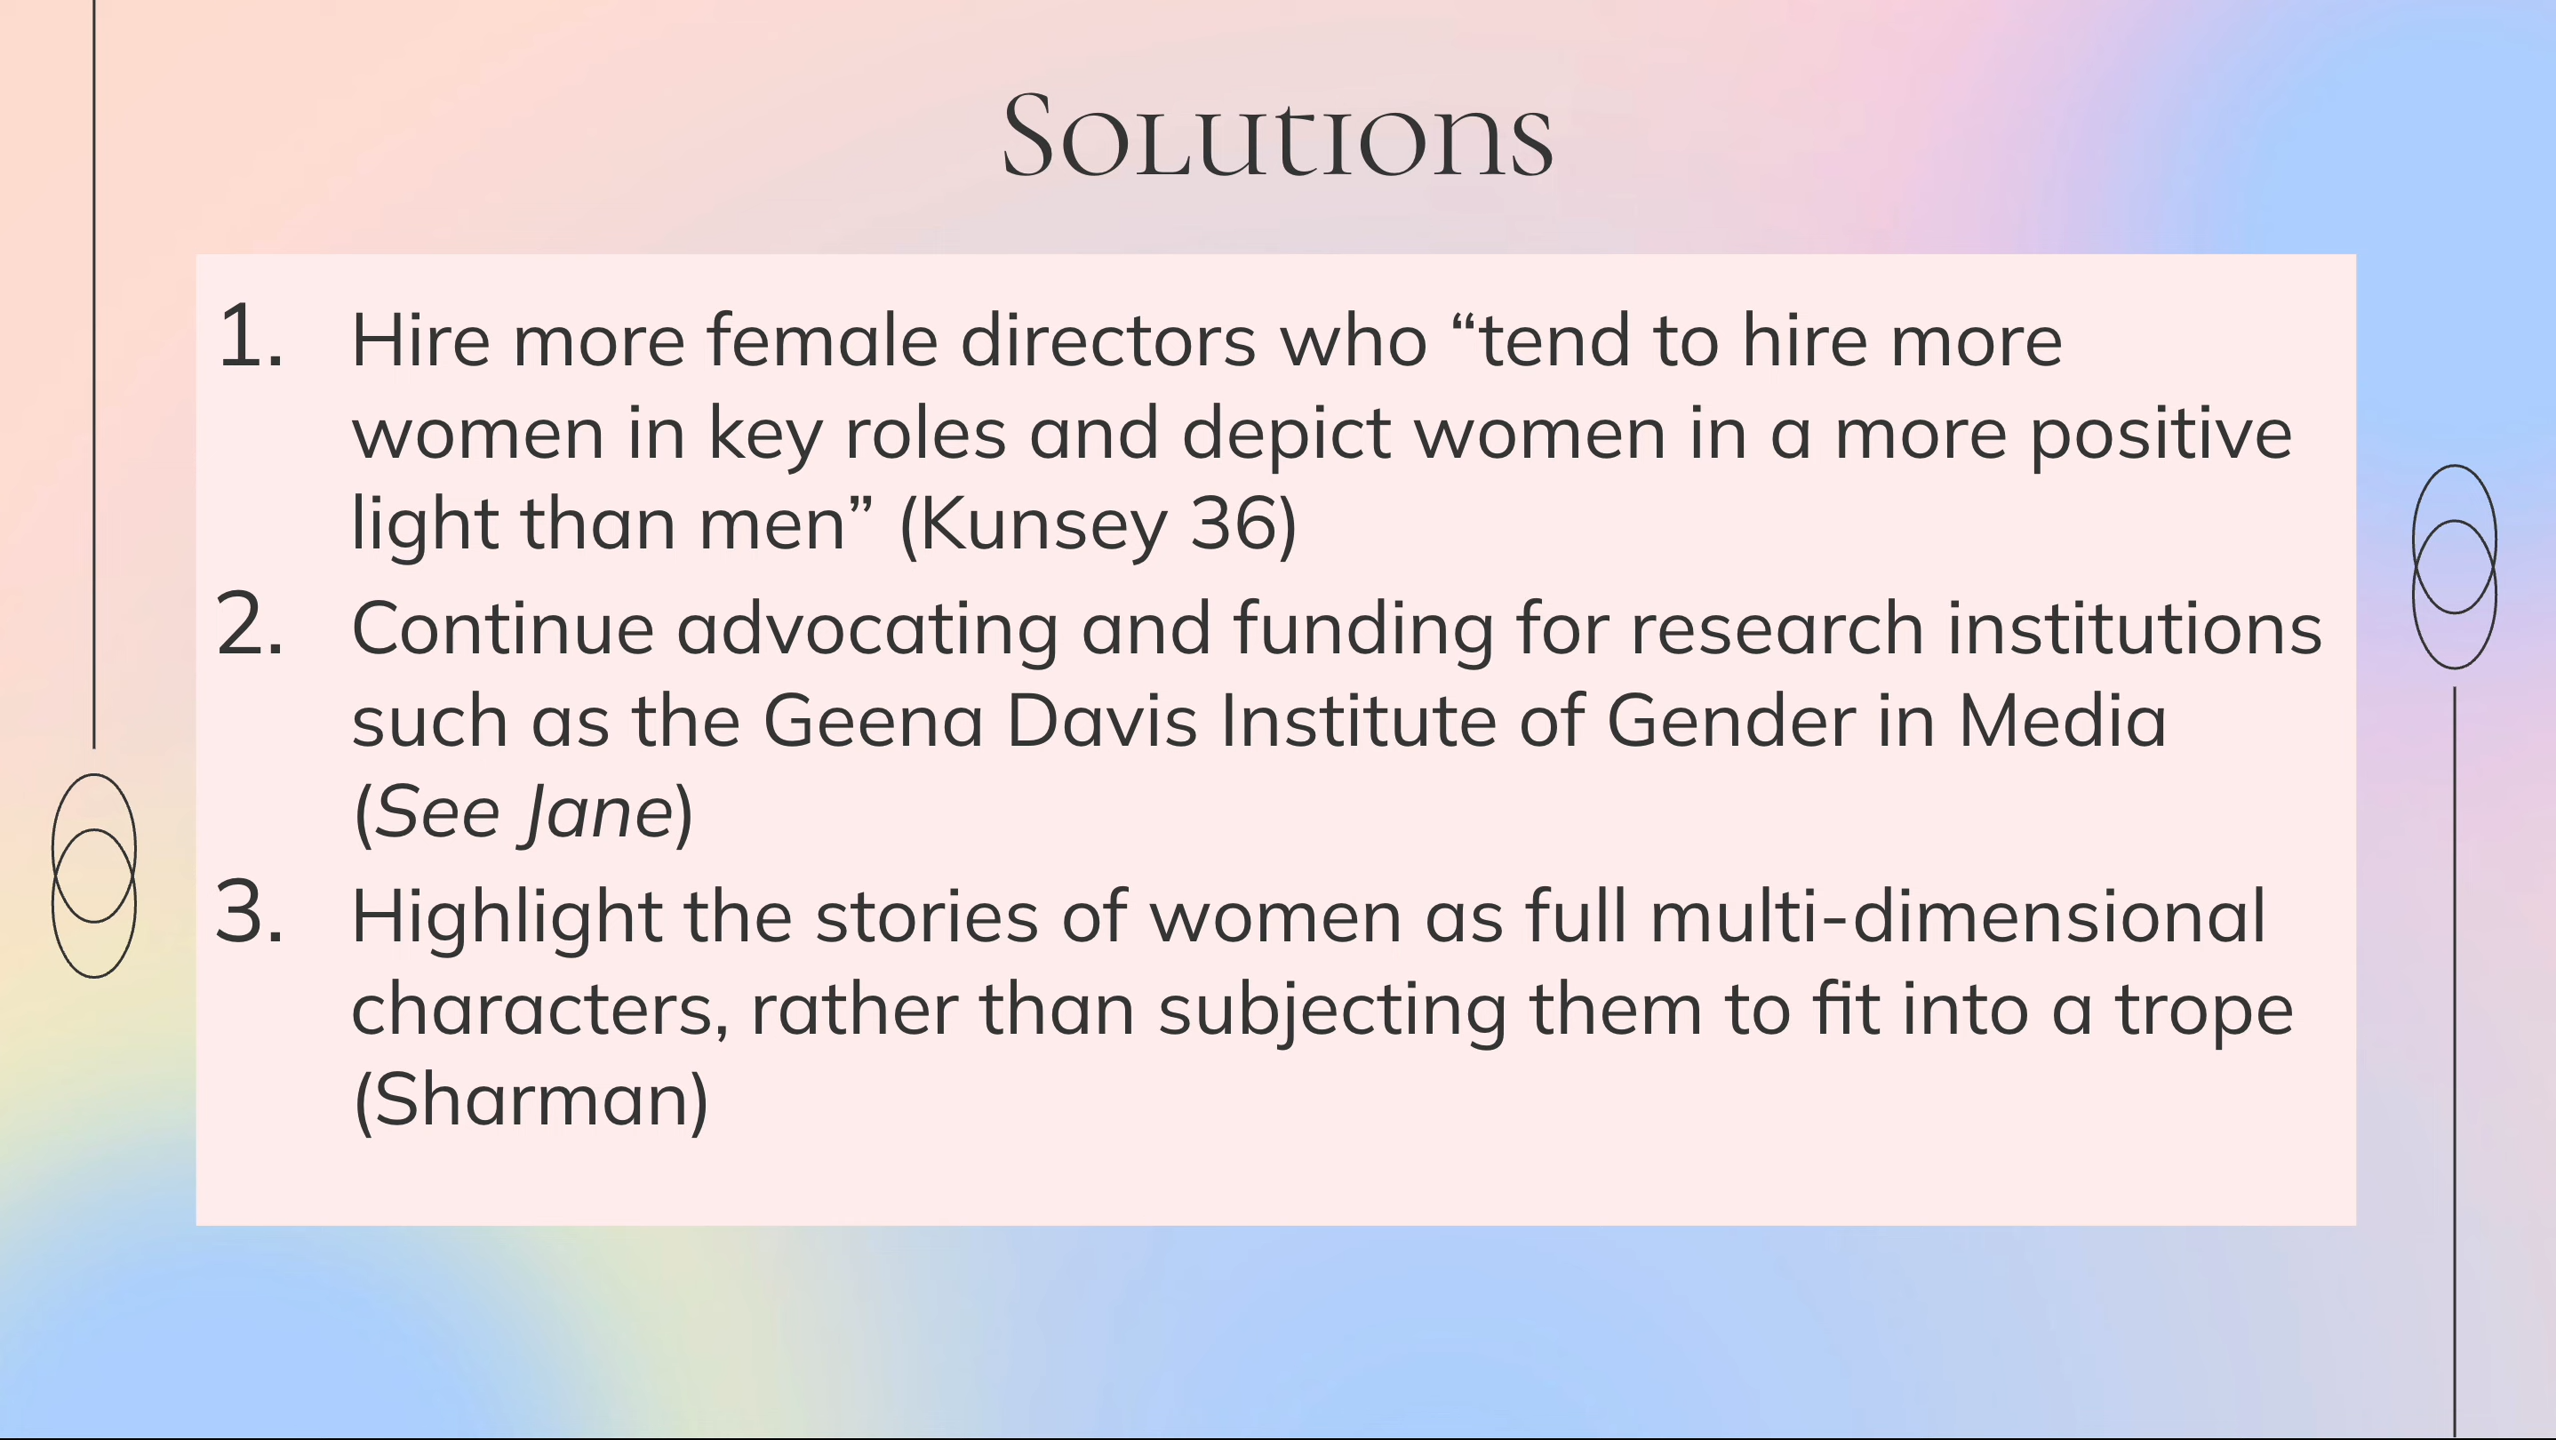 Solutions
1. Hire more female directors who “tend to hire more
women in key roles and depict women in a more positive
light than men” (Kunsey 36)
2. Continue advocating and funding for research institutions
such as the Geena Davis Institute of Gender in Media
(See Jane)
3. Highlight the stories of women as full multi-dimensional
characters, rather than subjecting them to fit into a trope
(Sharman)